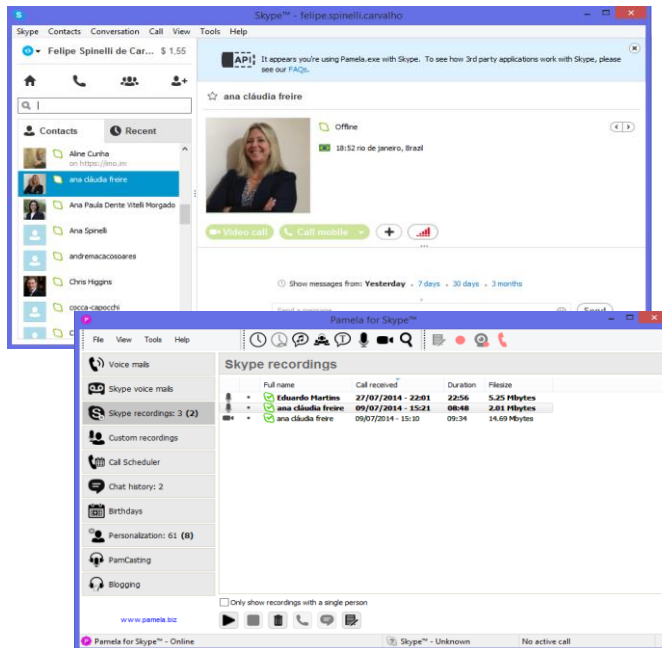 Skype™ - felipe.spinelli.carvalho
Skype Contacts Conversation Call View Tools Help
Felipe Spinelli de Car... $ 1,55
API It appears you're using Pamela.exe with Skype. To see how 3rd party applications work with Skype, please
see our FAQs.
ana cláudia freire
Offline
18:52 rio de janeiro, Brazil
Contacts Recent
Aline Cunha
on https://imo.im
ana cláudia freire
Ana Paula Dente Vitelli Morgado
Ana Spinelli
andremacacosoares
Chris Higgins
cocca-capocchi
Video call Call mobile
Show messages from: Yesterday . 7 days . 30 days . 3 months
Send a message
Send
Pamela for Skype™
File View Tools Help
Voice mails
Skype voice mails
Skype recordings: 3 (2)
Custom recordings
Call Scheduler
Chat history: 2
Birthdays
Personalization: 61 (8)
PamCasting
Blogging
www.pamela.biz
Skype recordings
Full name Call received Duration Filesize
Eduardo Martins 27/07/2014 - 22:01 22:56 5.25 Mbytes
ana cláudia freire 09/07/2014 - 15:21 08:48 2.01 Mbytes
ana cláudia freire 09/07/2014 - 15:10 09:34 14.69 Mbytes
Only show recordings with a single person
Pamela for Skype™ - Online Skype™ - Unknown No active call